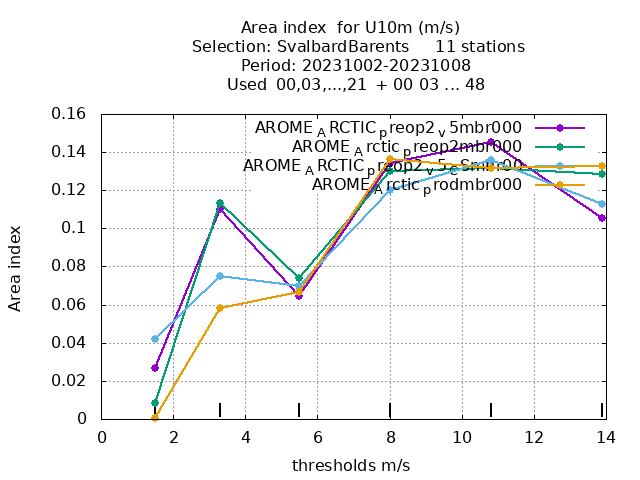 Area index  for U10m (m/s)
Selection: SvalbardBarents     11 stations
Period: 20231002-20231008
Used  00,03,...,21  + 00 03 ... 48
AROME_ARCTIC_preop2_v5mbr000
AROME_Arctic_preop2mbr000
AROME_ARCTIC_preop2_v5_eSmbr000
AROME_Arctic_prodmbr000
0.16
0.14
0.12
0.1
0.08
0.06
0.04
0.02
0
Area index
0 2 4 6 8 10 12 14
thresholds m/s